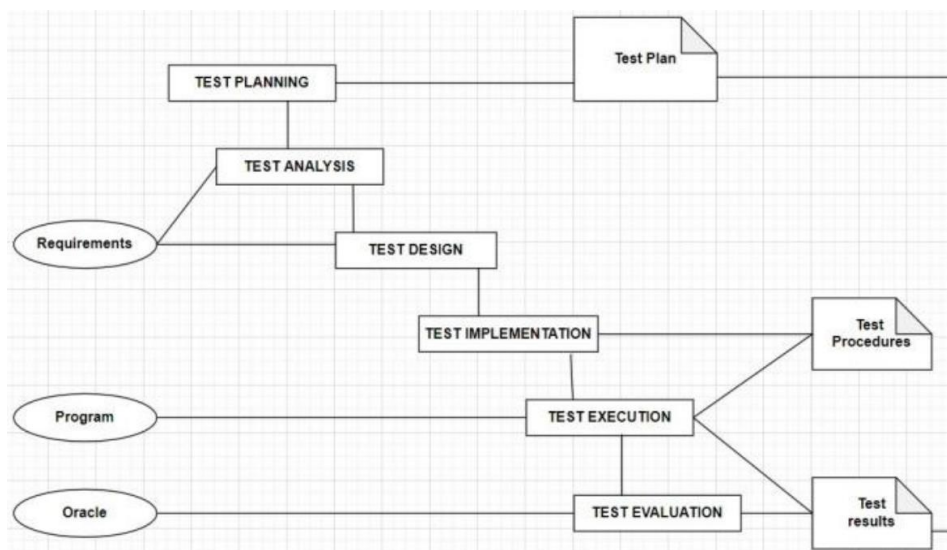 Test Plan
TEST PLANNING
TEST ANALYSIS
Requirements
TEST DESIGN
TEST IMPLEMENTATION
Test
Procedures
Program
TEST EXECUTION
Oracle
TEST EVALUATION
Test
results